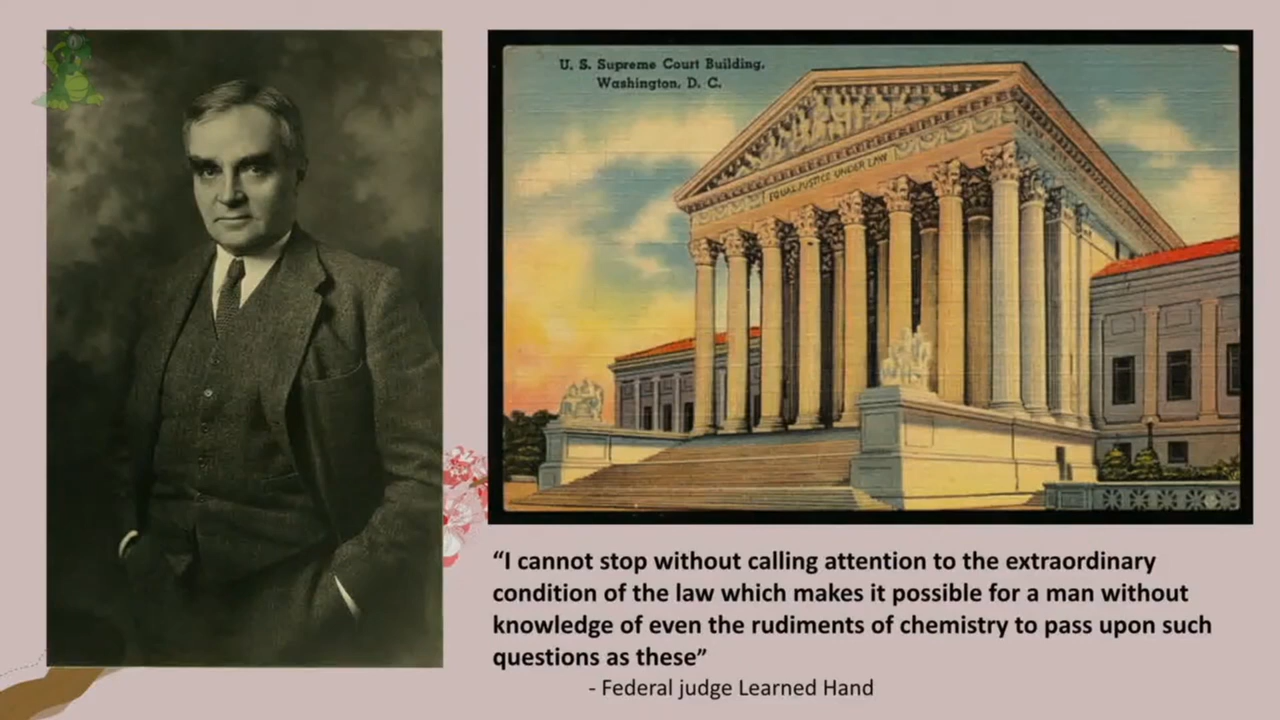 U. S. Supreme Court Building.
Washington, D. C.
EQUAL JUSTICE UNDER LAW
“I cannot stop without calling attention to the extraordinary
condition of the law which makes it possible for a man without
knowledge of even the rudiments of chemistry to pass upon such
questions as these”
- Federal judge Learned Hand